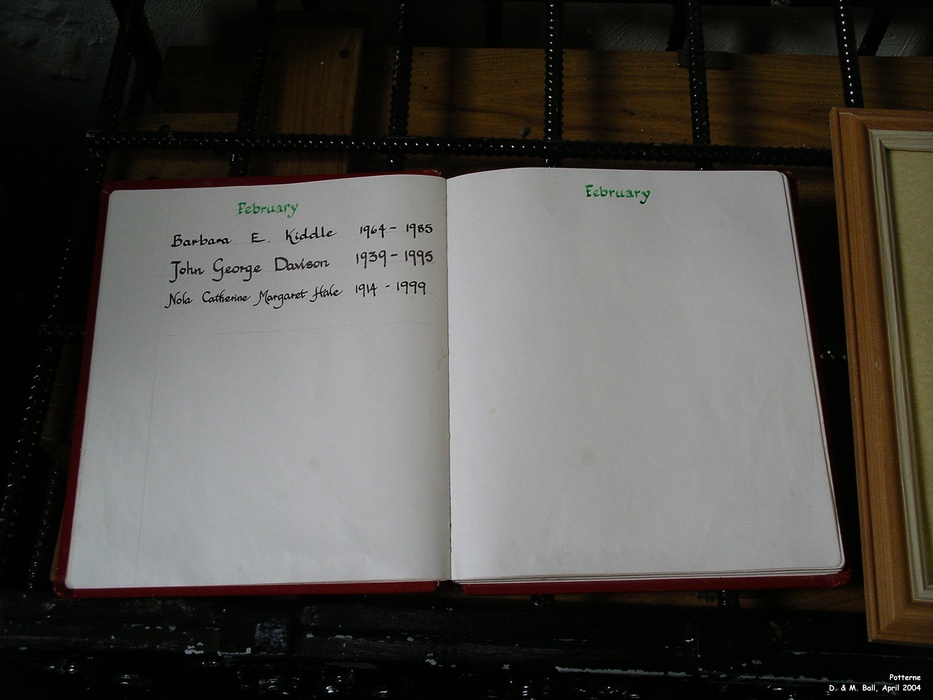 February
Barbara E. Kiddle 1964 - 1985
John George Davison 1939 - 1995
Nola Catherine Margaret 1914 - 1999
February
Potterne
D. & M. Ball, April 2004